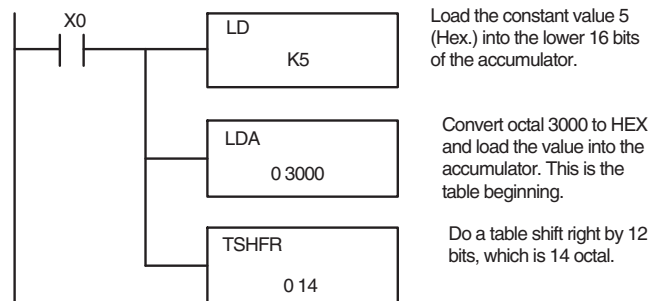 X0
LD
K5
Load the constant value 5
(Hex.) into the lower 16 bits
of the accumulator.
LDA
0 3000
Convert octal 3000 to HEX
and load the value into the
accumulator. This is the
table beginning.
TSHFR
0 14
Do a table shift right by 12
bits, which is 14 octal.